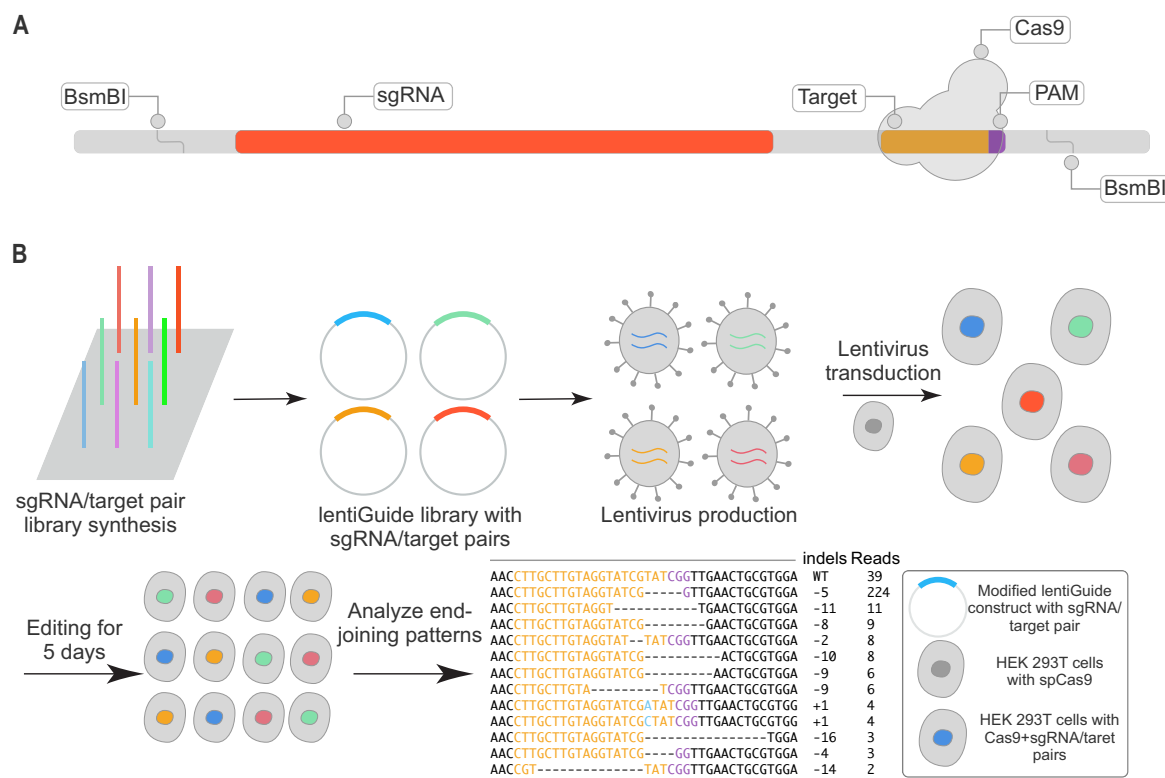 A
Cas9
BsmBI
sgRNA
Target
PAM
BsmBI
B
sgRNA/target pair
library synthesis
lentiGuide library with
sgRNA/target pairs
Lentivirus production
Lentivirus
transduction
Editing for
5 days
Analyze end-
joining patterns
indels Reads
AACCTTGCTTGTAGGTATCGTATCGGTTGAACTGCGTGGA WT 39
AACCTTGCTTGTAGGTATCG-----GTTGAACTGCGTGGA -5 224
AACCTTGCTTGTAGGT-----------TGAACTGCGTGGA -11 11
AACCTTGCTTGTAGGTATCG--------GAACTGCGTGGA -8 9
AACCTTGCTTGTAGGTAT--TATCGGTTGAACTGCGTGGA -2 8
AACCTTGCTTGTAGGTATCG----------ACTGCGTGGA -10 8
AACCTTGCTTGTAGGTATCG---------AACTGCGTGGA -9 6
AACCTTGCTTGTA---------TCGGTTGAACTGCGTGGA -9 6
AACCTTGCTTGTAGGTATCGATATCGGTTGAACTGCGTGG +1 4
AACCTTGCTTGTAGGTATCGCTATCGGTTGAACTGCGTGG +1 4
AACCTTGCTTGTAGGTATCG----------------TGGA -16 3
AACCTTGCTTGTAGGTATCG----GGTTGAACTGCGTGGA -4 3
AACCGT--------------TATCGGTTGAACTGCGTGGA -14 2
Modified lentiGuide
construct with sgRNA/
target pair
HEK 293T cells
with spCas9
HEK 293T cells with
Cas9+sgRNA/taret
pairs